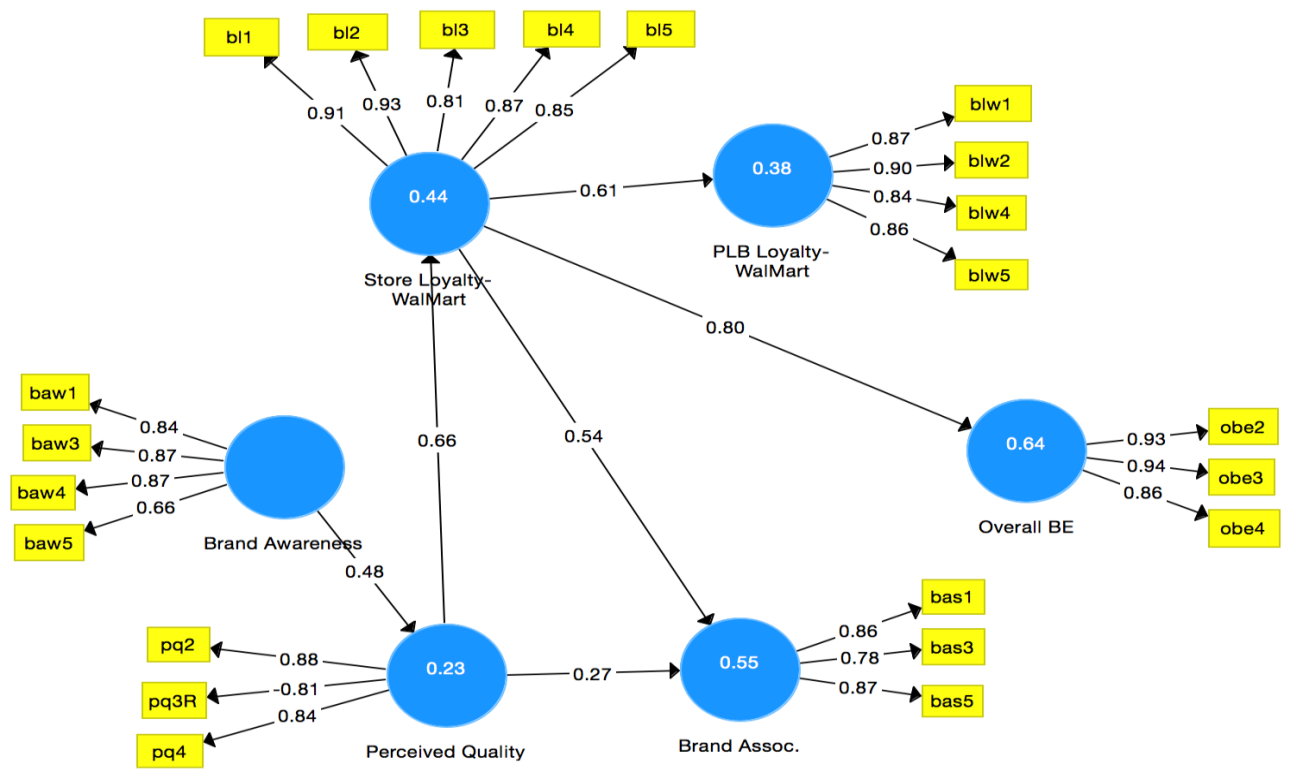 bl1
bl2
bl3
bl4
bl5
0.91
0.93
0.81
0.87
0.85
blw1
blw2
blw4
blw5
0.87
0.90
0.84
0.86
0.44
0.61
0.38
Store Loyalty-
WalMart
PLB Loyalty-
WalMart
0.80
baw1
baw3
baw4
baw5
0.84
0.87
0.87
0.66
Brand Awareness
0.66
0.54
0.64
Overall BE
0.93
0.94
0.86
obe2
obe3
obe4
0.48
pq2
pq3R
pq4
0.88
-0.81
0.84
0.23
Perceived Quality
0.27
0.55
Brand Assoc.
0.86
0.78
0.87
bas1
bas3
bas5